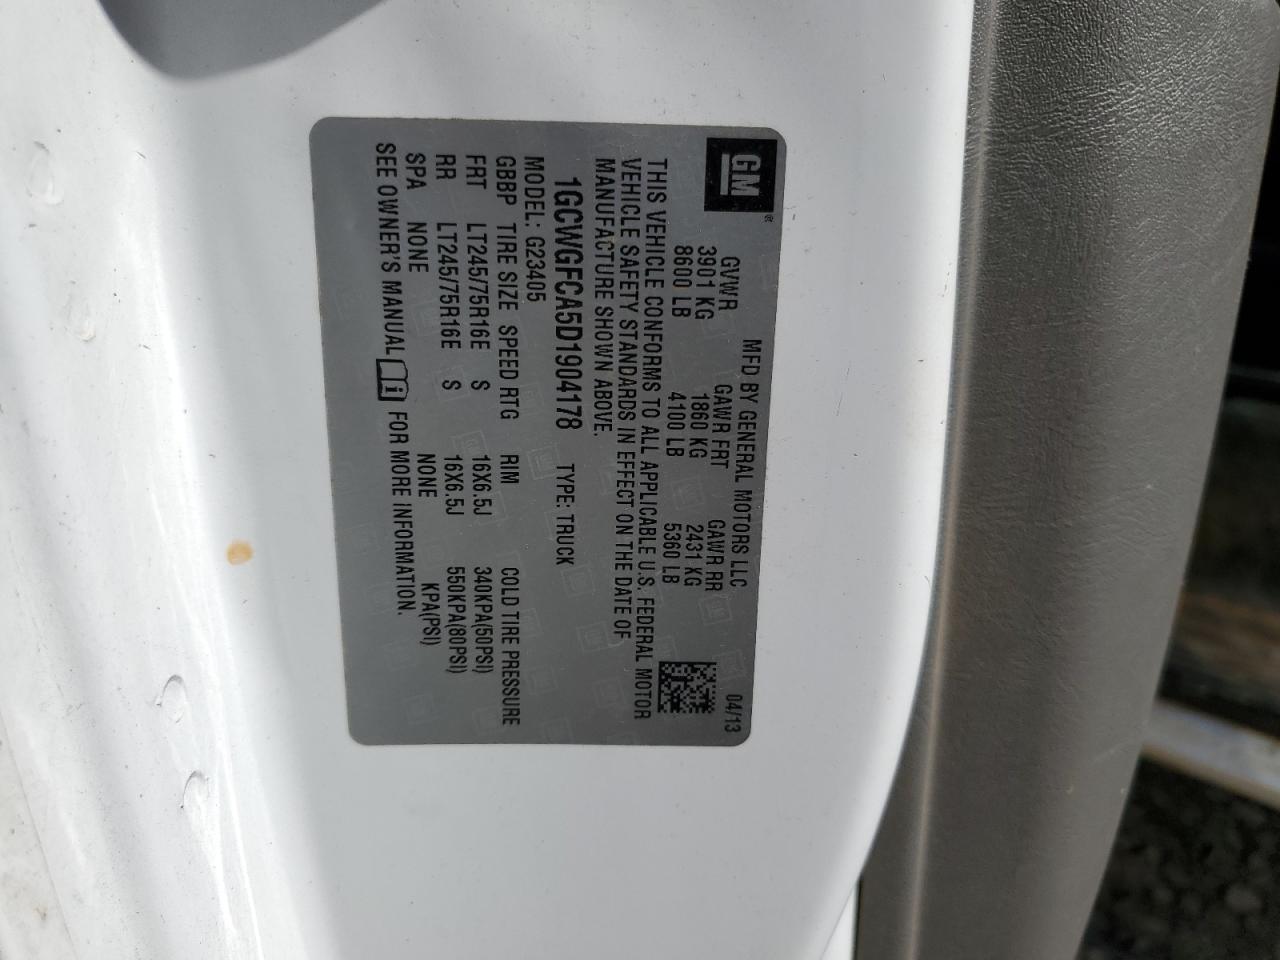 GM®
MFD BY GENERAL MOTORS LLC 04/13
GVWR GAWR FRT GAWR RR
3901 KG 1860 KG 2431 KG
8600 LB 4100 LB 5360 LB
THIS VEHICLE CONFORMS TO ALL APPLICABLE U.S. FEDERAL MOTOR
VEHICLE SAFETY STANDARDS IN EFFECT ON THE DATE OF
MANUFACTURE SHOWN ABOVE.
1GCWGFCA5D1904178 TYPE: TRUCK
MODEL: G23405
GBBP TIRE SIZE SPEED RTG RIM COLD TIRE PRESSURE
FRT LT245/75R16E S 16X6.5J 340KPA(50PSI)
RR LT245/75R16E S 16X6.5J 550KPA(80PSI)
SPA NONE NONE KPA(PSI)
SEE OWNER'S MANUAL i FOR MORE INFORMATION.